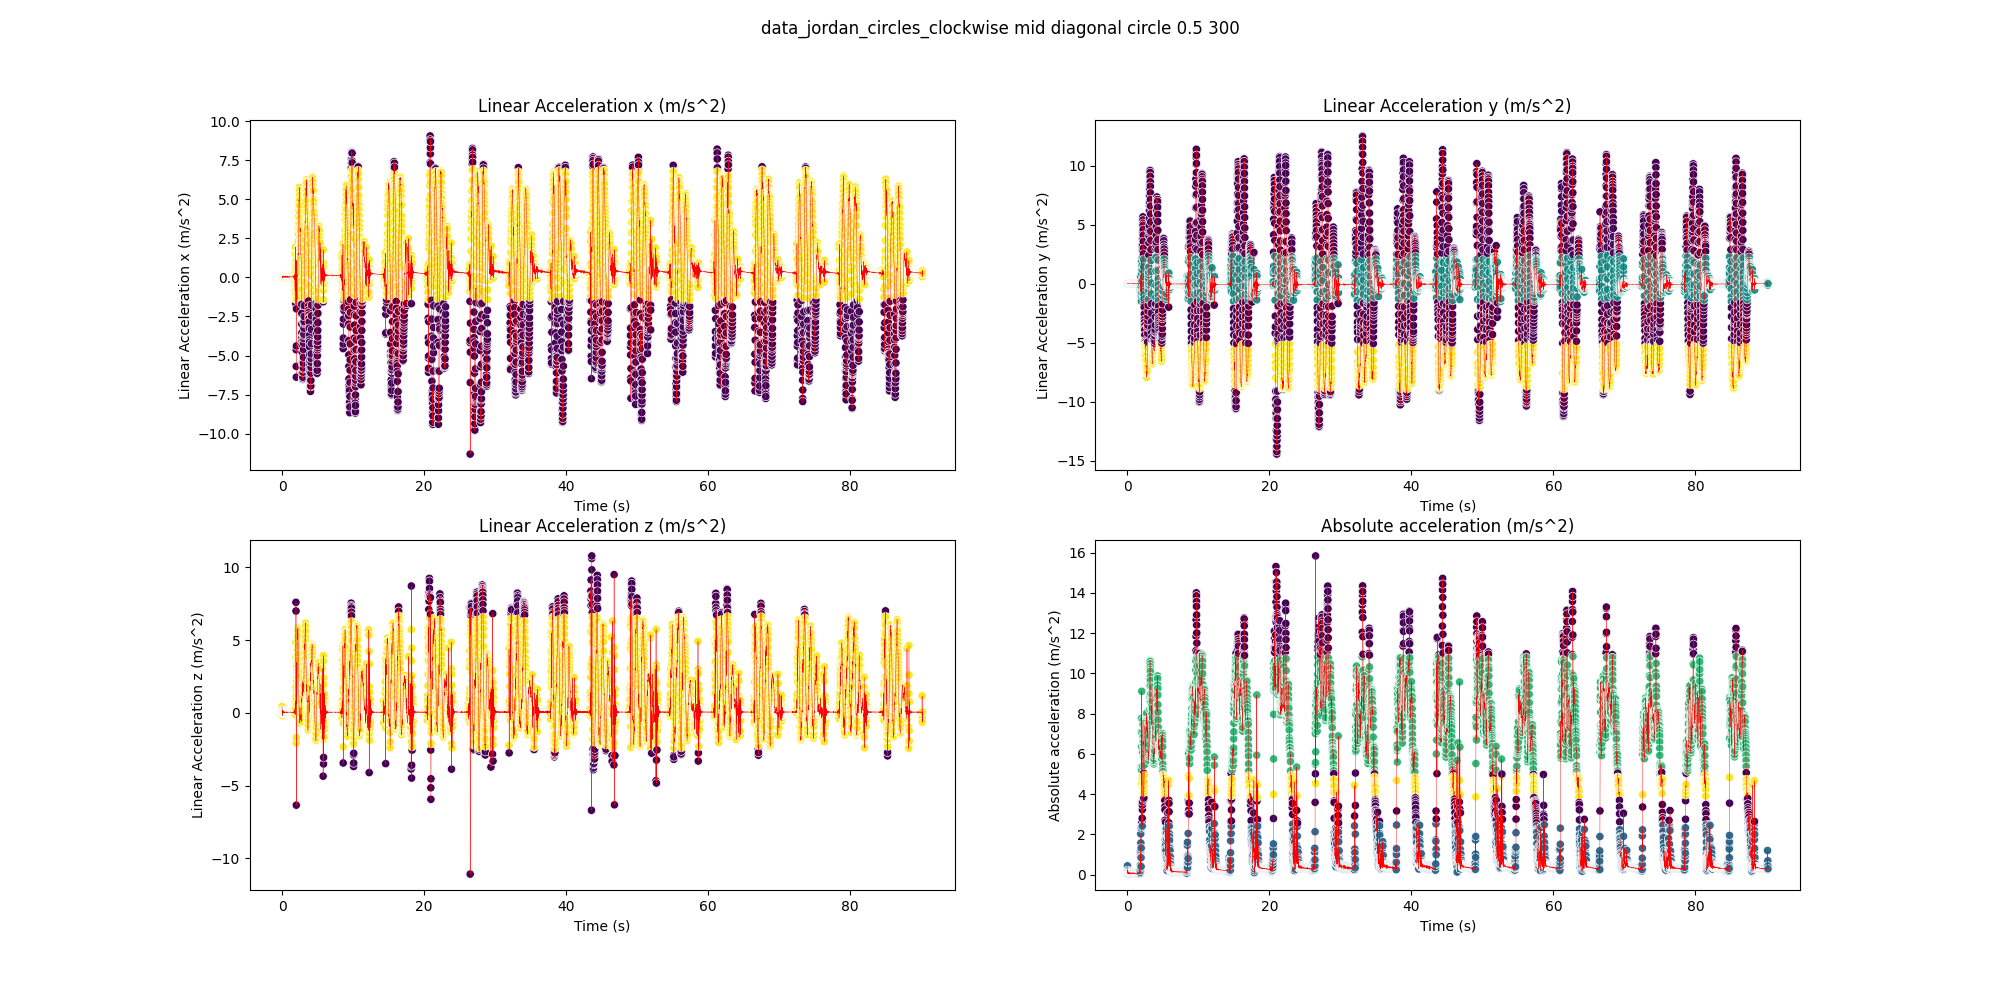 data_jordan_circles_clockwise mid diagonal circle 0.5 300
Linear Acceleration x (m/s^2)
Linear Acceleration x (m/s^2)
10.0
7.5
5.0
2.5
0.0
−2.5
−5.0
−7.5
−10.0
0 20 40 60 80
Time (s)
Linear Acceleration y (m/s^2)
Linear Acceleration y (m/s^2)
10
5
0
−5
−10
−15
0 20 40 60 80
Time (s)
Linear Acceleration z (m/s^2)
Linear Acceleration z (m/s^2)
10
5
0
−5
−10
0 20 40 60 80
Time (s)
Absolute acceleration (m/s^2)
Absolute acceleration (m/s^2)
16
14
12
10
8
6
4
2
0
0 20 40 60 80
Time (s)